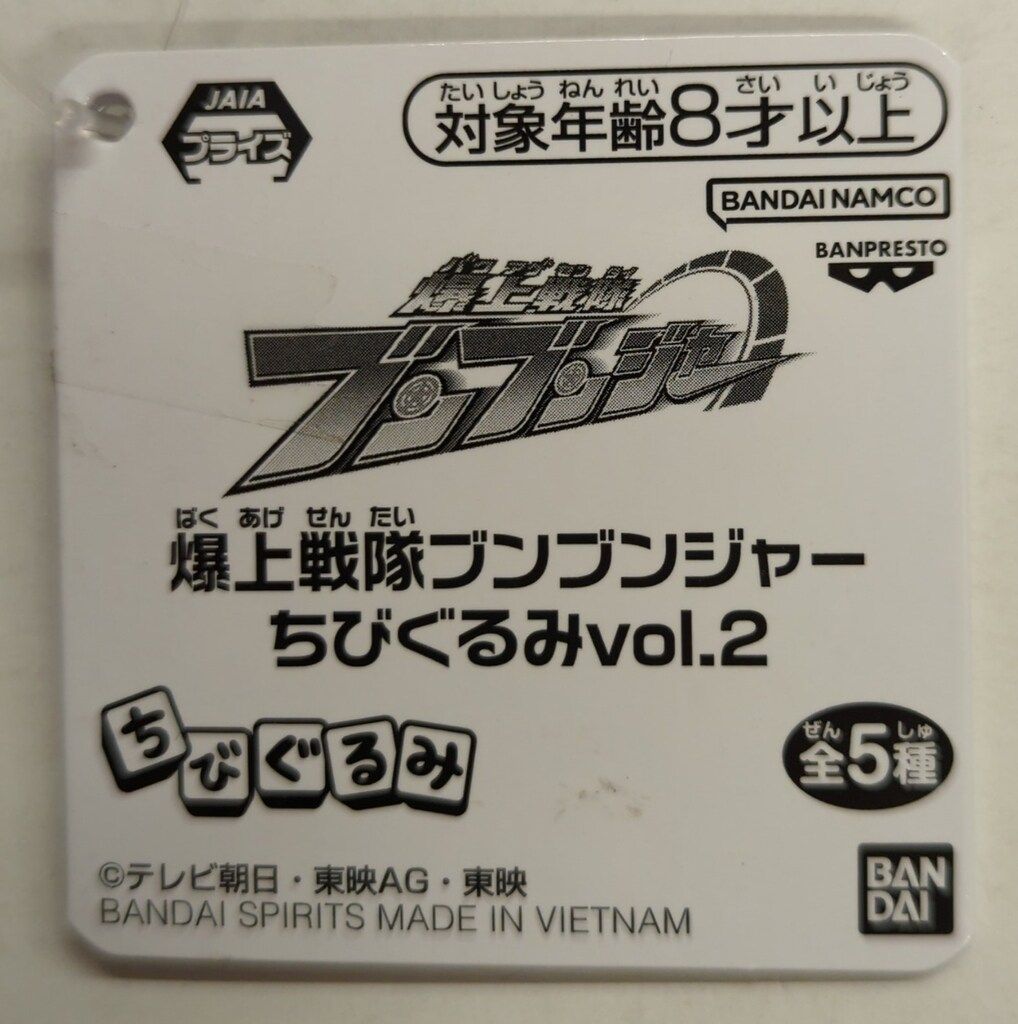 JAIA
プライズ
たいしょうねんれい さい いじょう
対象年齢8才以上
BANDAI NAMCO
BANPRESTO
爆上戦隊
ブンブンジャー
ばく あげ せん たい
爆上戦隊ブンブンジャー
ちびぐるみvol.2
ちびぐるみ
ぜん しゅ
全5種
©テレビ朝日・東映AG・東映
BANDAI SPIRITS MADE IN VIETNAM
BAN
DAI